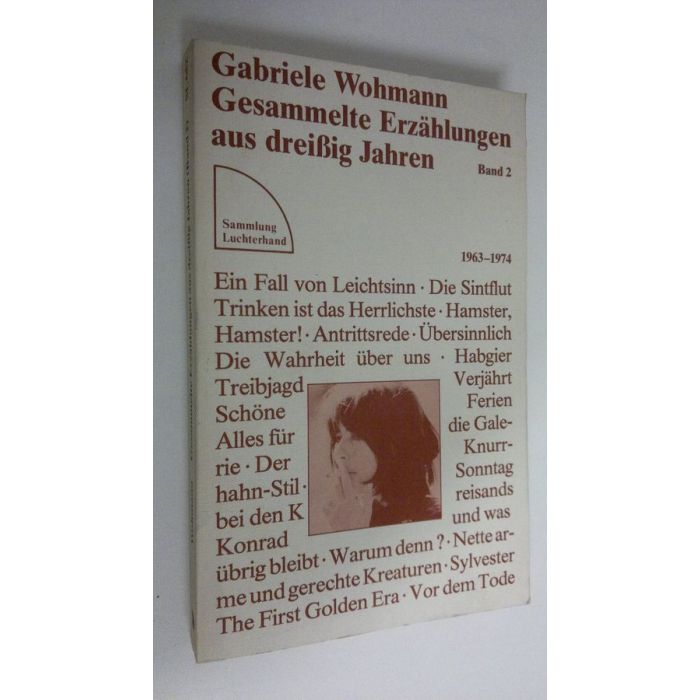 Gabriele Wohmann
Gesammelte Erzählungen
aus dreißig Jahren
Band 2
Sammlung
Luchterhand
1963–1974
Ein Fall von Leichtsinn · Die Sintflut
Trinken ist das Herrlichste · Hamster,
Hamster! · Antrittsrede · Übersinnlich
Die Wahrheit über uns · Habgier
Treibjagd Verjährt
Schöne Ferien
Alles für die Gale-
rie · Der Knurr-
hahn-Stil · Sonntag
bei den K reisands
Konrad und was
übrig bleibt · Warum denn? · Nette ar-
me und gerechte Kreaturen · Sylvester
The First Golden Era · Vor dem Tode